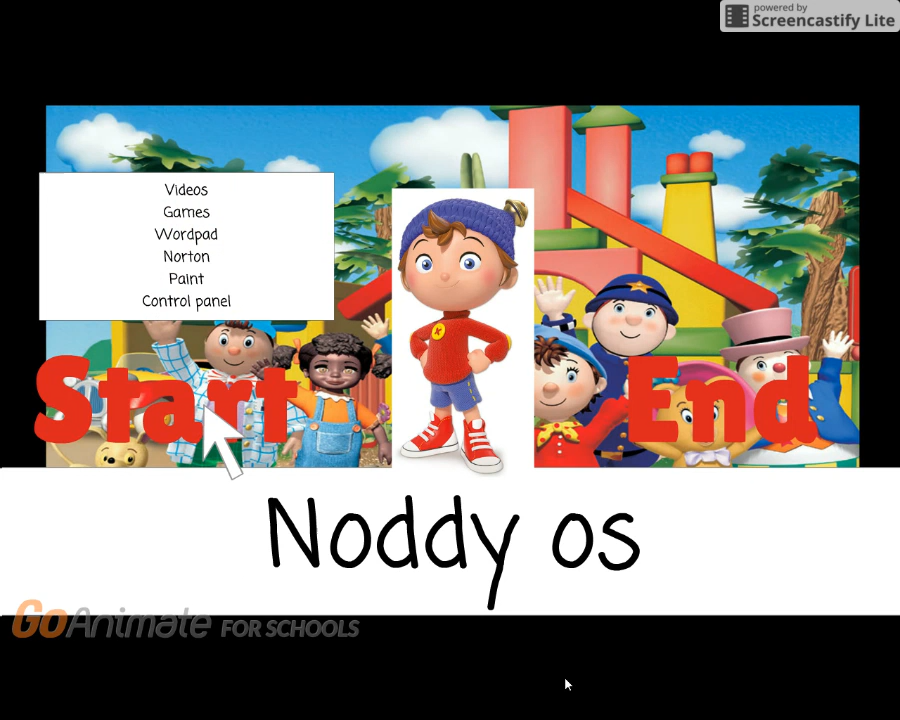 powered by
Screencastify Lite
Videos
Games
Wordpad
Norton
Paint
Control panel
Start
End
Noddy os
GoAnimate FOR SCHOOLS